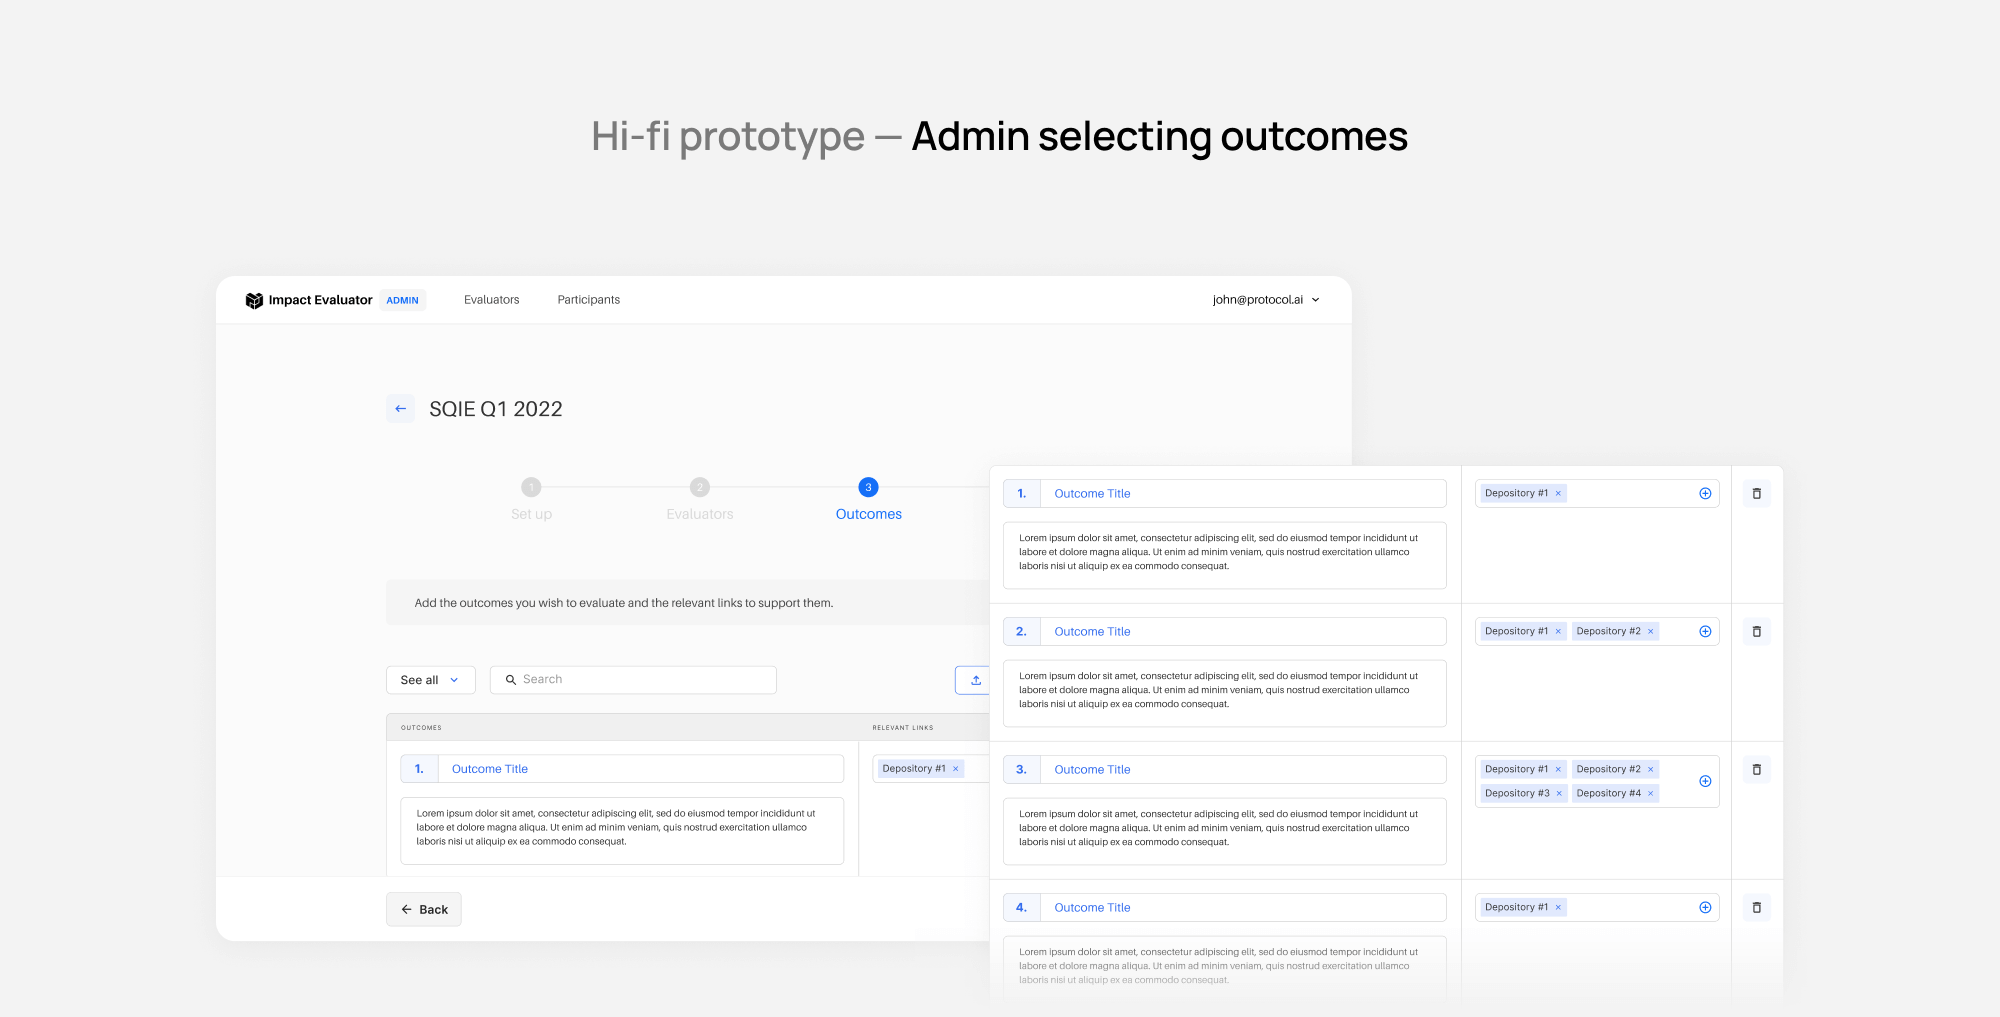 Hi-fi prototype — Admin selecting outcomes
Impact Evaluator ADMIN Evaluators Participants john@protocol.ai
SQIE Q1 2022
1 2 3
Set up Evaluators Outcomes
Add the outcomes you wish to evaluate and the relevant links to support them.
See all Search
OUTCOMES RELEVANT LINKS
1. Outcome Title Depository #1 ×
Lorem ipsum dolor sit amet, consectetur adipiscing elit, sed do eiusmod tempor incididunt ut
labore et dolore magna aliqua. Ut enim ad minim veniam, quis nostrud exercitation ullamco
laboris nisi ut aliquip ex ea commodo consequat.
Back
1. Outcome Title Depository #1 ×
Lorem ipsum dolor sit amet, consectetur adipiscing elit, sed do eiusmod tempor incididunt ut
labore et dolore magna aliqua. Ut enim ad minim veniam, quis nostrud exercitation ullamco
laboris nisi ut aliquip ex ea commodo consequat.
2. Outcome Title Depository #1 × Depository #2 ×
Lorem ipsum dolor sit amet, consectetur adipiscing elit, sed do eiusmod tempor incididunt ut
labore et dolore magna aliqua. Ut enim ad minim veniam, quis nostrud exercitation ullamco
laboris nisi ut aliquip ex ea commodo consequat.
3. Outcome Title Depository #1 × Depository #2 ×
Depository #3 × Depository #4 ×
Lorem ipsum dolor sit amet, consectetur adipiscing elit, sed do eiusmod tempor incididunt ut
labore et dolore magna aliqua. Ut enim ad minim veniam, quis nostrud exercitation ullamco
laboris nisi ut aliquip ex ea commodo consequat.
4. Outcome Title Depository #1 ×
Lorem ipsum dolor sit amet, consectetur adipiscing elit, sed do eiusmod tempor incididunt ut
labore et dolore magna aliqua. Ut enim ad minim veniam, quis nostrud exercitation ullamco
laboris nisi ut aliquip ex ea commodo consequat.